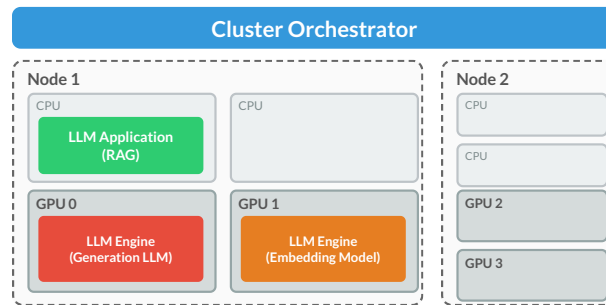 Cluster Orchestrator
Node 1
CPU
LLM Application
(RAG)
CPU
GPU 0
LLM Engine
(Generation LLM)
GPU 1
LLM Engine
(Embedding Model)
Node 2
CPU
CPU
GPU 2
GPU 3